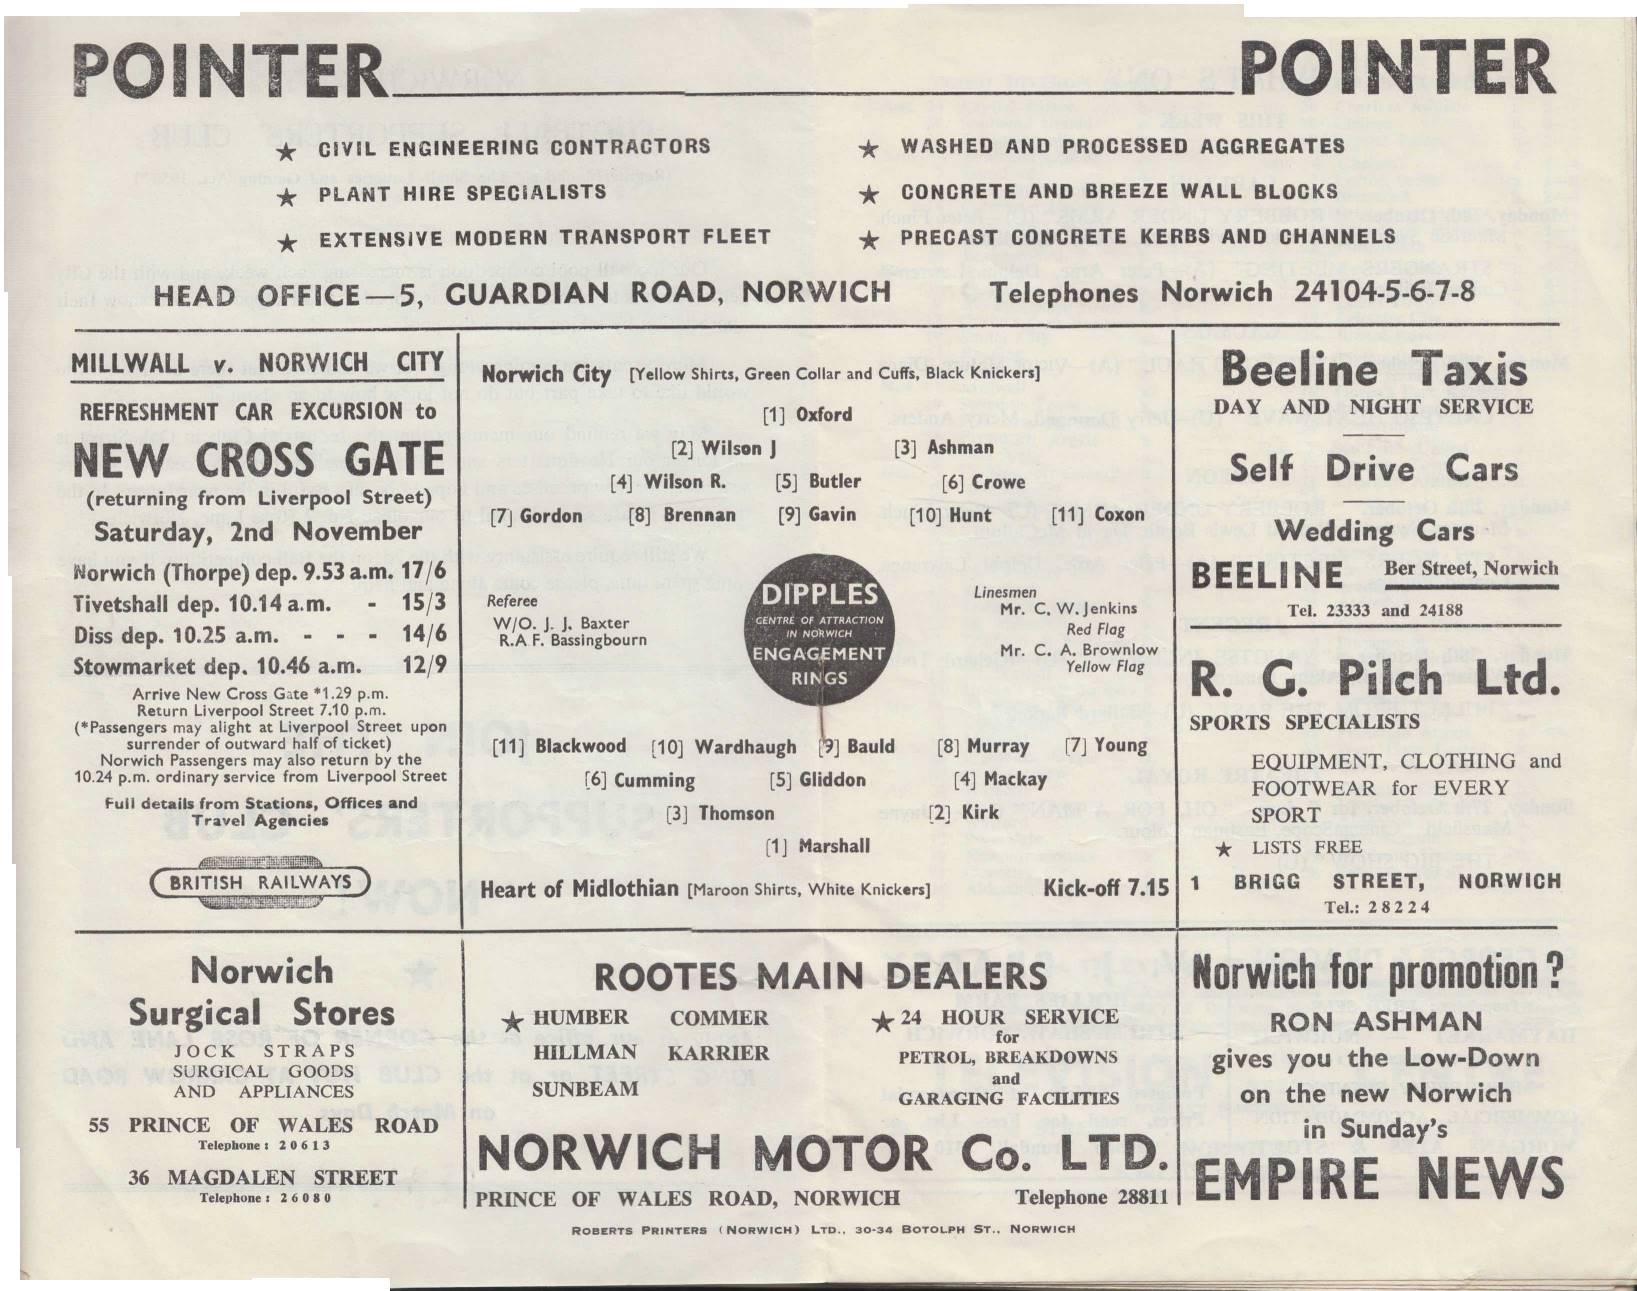 POINTER POINTER
★ CIVIL ENGINEERING CONTRACTORS
★ PLANT HIRE SPECIALISTS
★ EXTENSIVE MODERN TRANSPORT FLEET
★ WASHED AND PROCESSED AGGREGATES
★ CONCRETE AND BREEZE WALL BLOCKS
★ PRECAST CONCRETE KERBS AND CHANNELS
HEAD OFFICE - 5, GUARDIAN ROAD, NORWICH Telephones Norwich 24104-5-6-7-8
MILLWALL v. NORWICH CITY
REFRESHMENT CAR EXCURSION to
NEW CROSS GATE
(returning from Liverpool Street)
Saturday, 2nd November
Norwich (Thorpe) dep. 9.53 a.m. 17/6
Tivetshall dep. 10.14 a.m. - 15/3
Diss dep. 10.25 a.m. - - - 14/6
Stowmarket dep. 10.46 a.m. 12/9
Arrive New Cross Gate *1.29 p.m.
Return Liverpool Street 7.10 p.m.
(*Passengers may alight at Liverpool Street upon
surrender of outward half of ticket)
Norwich Passengers may also return by the
10.24 p.m. ordinary service from Liverpool Street
Full details from Stations, Offices and
Travel Agencies
BRITISH RAILWAYS
Norwich City [Yellow Shirts, Green Collar and Cuffs, Black Knickers]
[1] Oxford
[2] Wilson J [3] Ashman
[4] Wilson R. [5] Butler [6] Crowe
[7] Gordon [8] Brennan [9] Gavin [10] Hunt [11] Coxon
Referee
W/O. J. J. Baxter
R.A F. Bassingbourn
DIPPLES
CENTRE OF ATTRACTION
IN NORWICH
ENGAGEMENT
RINGS
Linesmen
Mr. C. W. Jenkins
Red Flag
Mr. C. A. Brownlow
Yellow Flag
[11] Blackwood [10] Wardhaugh [9] Bauld [8] Murray [7] Young
[6] Cumming [5] Gliddon [4] Mackay
[3] Thomson [2] Kirk
[1] Marshall
Heart of Midlothian [Maroon Shirts, White Knickers] Kick-off 7.15
Beeline Taxis
DAY AND NIGHT SERVICE
Self Drive Cars
Wedding Cars
BEELINE Ber Street, Norwich
Tel. 23333 and 24188
R. G. Pilch Ltd.
SPORTS SPECIALISTS
EQUIPMENT, CLOTHING and
FOOTWEAR for EVERY
SPORT
★ LISTS FREE
1 BRIGG STREET, NORWICH
Tel.: 28224
Norwich
Surgical Stores
JOCK STRAPS
SURGICAL GOODS
AND APPLIANCES
55 PRINCE OF WALES ROAD
Telephone: 20613
36 MAGDALEN STREET
Telephone: 26080
ROOTES MAIN DEALERS
★ HUMBER COMMER
HILLMAN KARRIER
SUNBEAM
★ 24 HOUR SERVICE
for
PETROL, BREAKDOWNS
and
GARAGING FACILITIES
NORWICH MOTOR Co. LTD.
PRINCE OF WALES ROAD, NORWICH Telephone 28811
Norwich for promotion?
RON ASHMAN
gives you the Low-Down
on the new Norwich
in Sunday's
EMPIRE NEWS
ROBERTS PRINTERS (NORWICH) LTD., 30-34 BOTOLPH ST., NORWICH